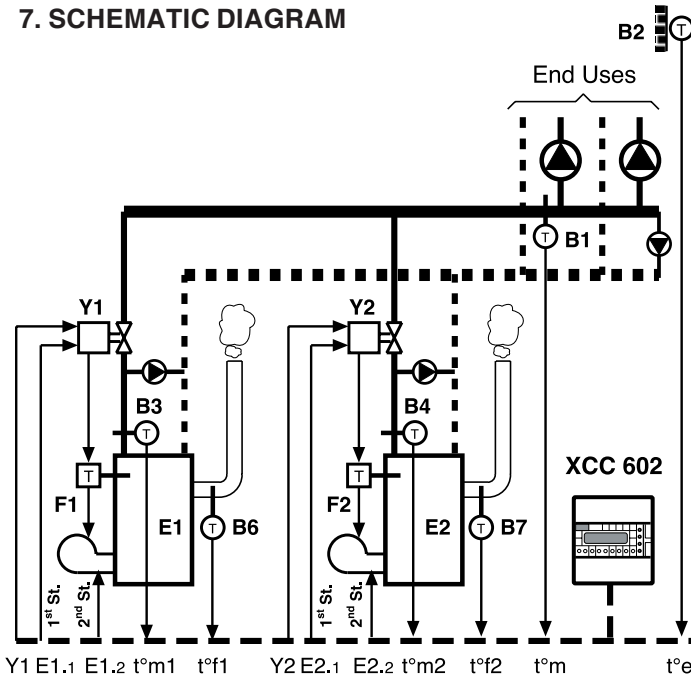 7. SCHEMATIC DIAGRAM
B2
T
End Uses
T
B1
Y1
Y2
B3
T
B4
T
XCC 602
T
F1
T
F2
E1
T
B6
E2
T
B7
1st St.
2nd St.
1st St.
2nd St.
Y1 E1.1 E1.2 t°m1 t°f1 Y2 E2.1 E2.2 t°m2 t°f2 t°m t°e